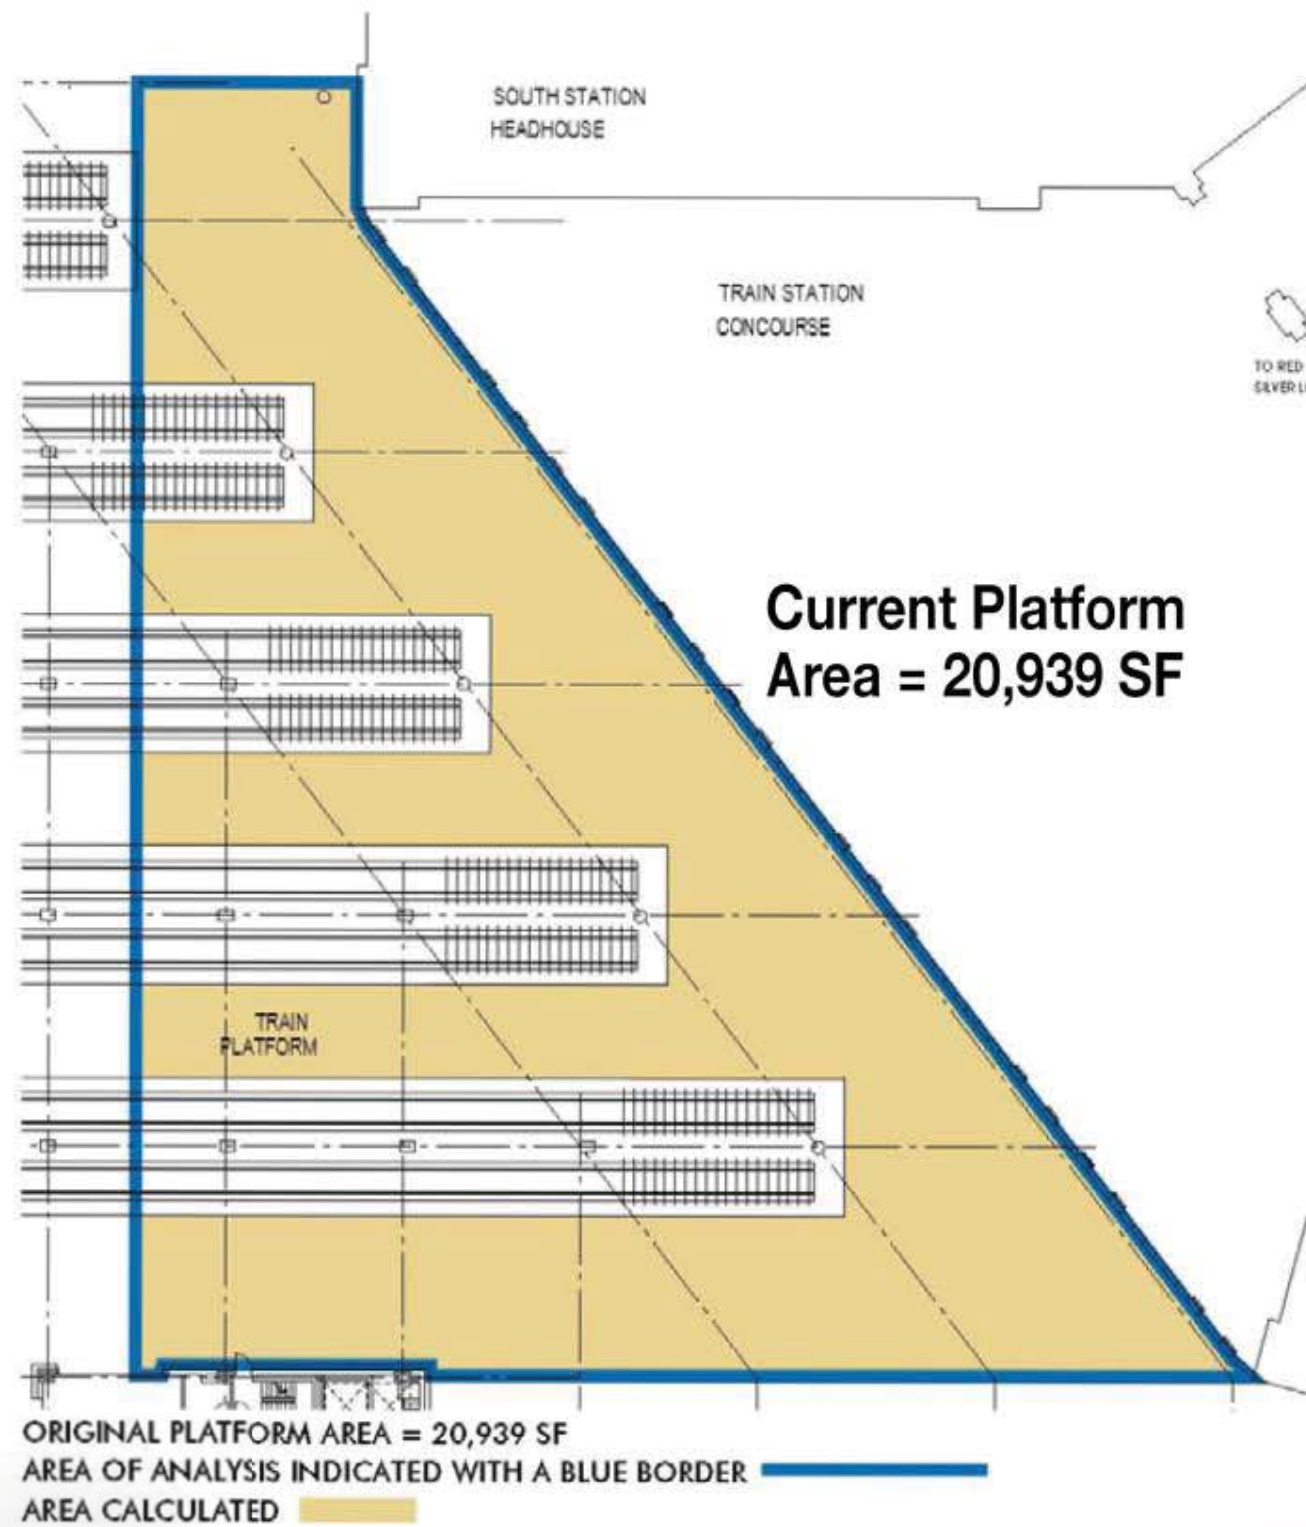 SOUTH STATION
HEADHOUSE
TRAIN STATION
CONCOURSE
TO RED
SILVER
Current Platform
Area = 20,939 SF
TRAIN
PLATFORM
ORIGINAL PLATFORM AREA = 20,939 SF
AREA OF ANALYSIS INDICATED WITH A BLUE BORDER
AREA CALCULATED